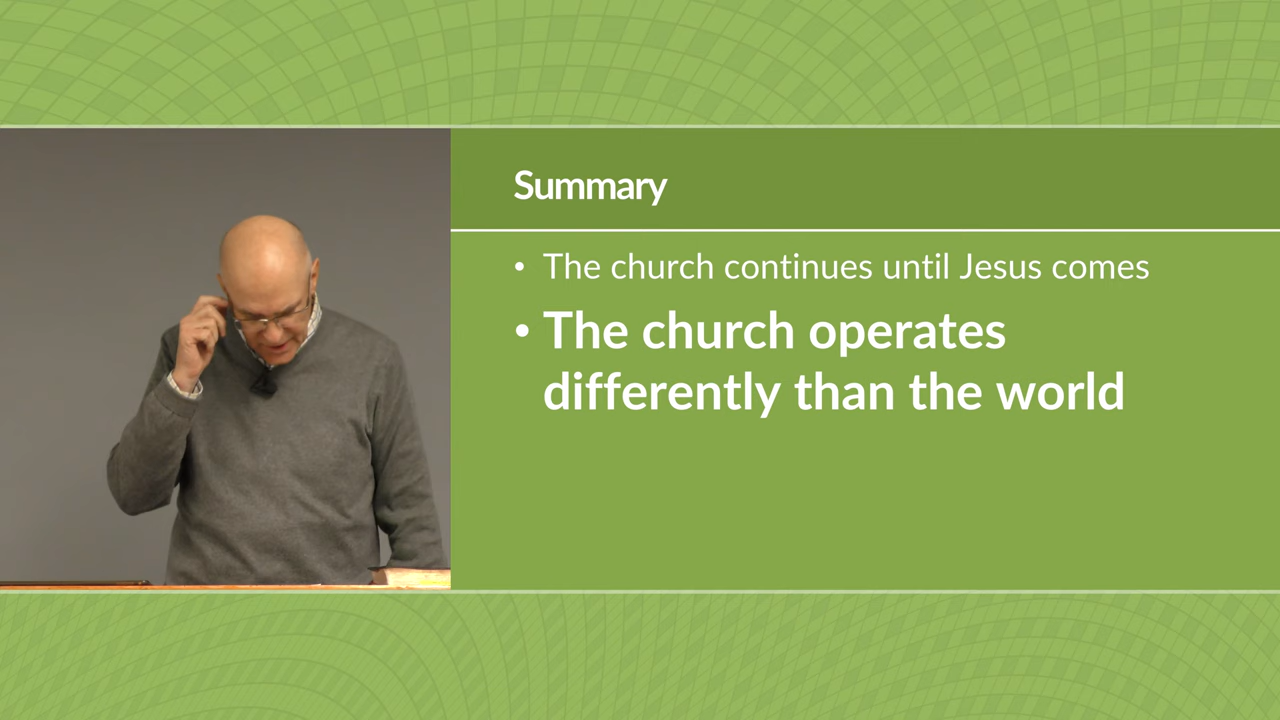 Summary
• The church continues until Jesus comes
• The church operates
differently than the world